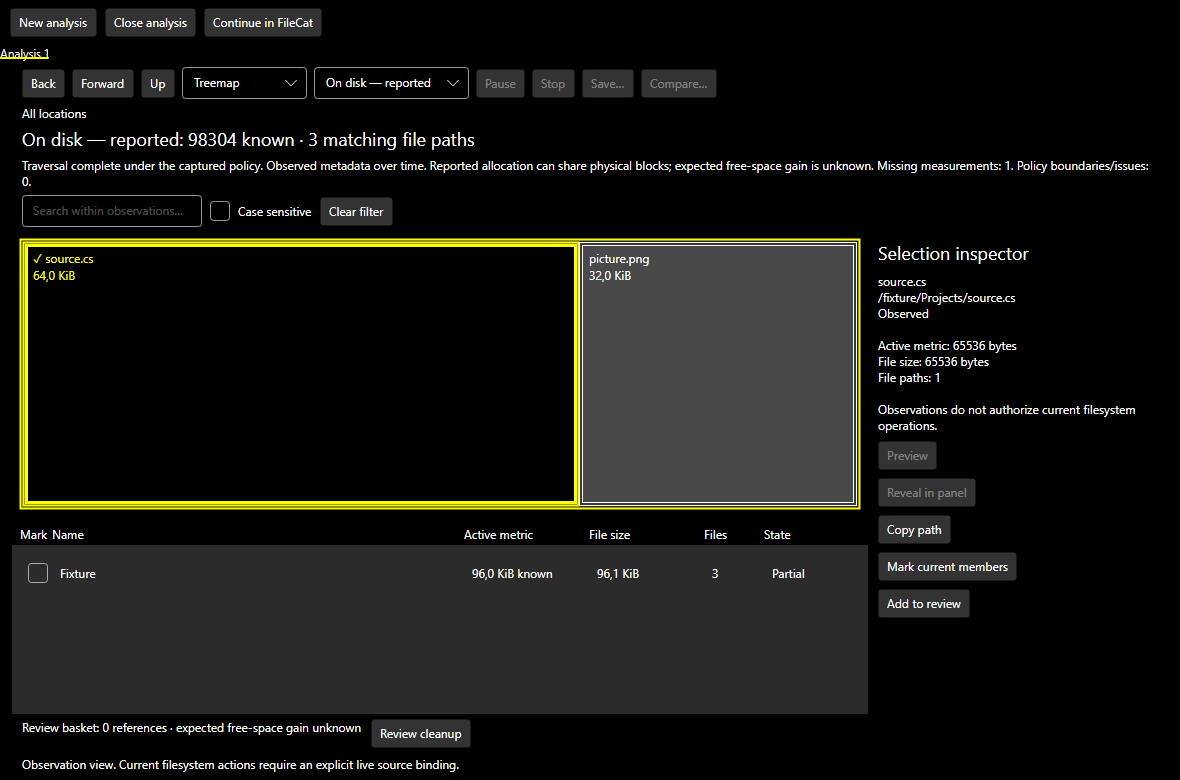 New analysis Close analysis Continue in FileCat
Analysis 1
Back Forward Up Treemap On disk — reported Pause Stop Save... Compare...
All locations
On disk — reported: 98304 known · 3 matching file paths
Traversal complete under the captured policy. Observed metadata over time. Reported allocation can share physical blocks; expected free-space gain is unknown. Missing measurements: 1. Policy boundaries/issues:
0.
Search within observations... Case sensitive Clear filter
✓ source.cs
64,0 KiB
picture.png
32,0 KiB
Selection inspector
source.cs
/fixture/Projects/source.cs
Observed
Active metric: 65536 bytes
File size: 65536 bytes
File paths: 1
Observations do not authorize current filesystem
operations.
Preview
Reveal in panel
Copy path
Mark current members
Add to review
Mark Name Active metric File size Files State
Fixture 96,0 KiB known 96,1 KiB 3 Partial
Review basket: 0 references · expected free-space gain unknown Review cleanup
Observation view. Current filesystem actions require an explicit live source binding.